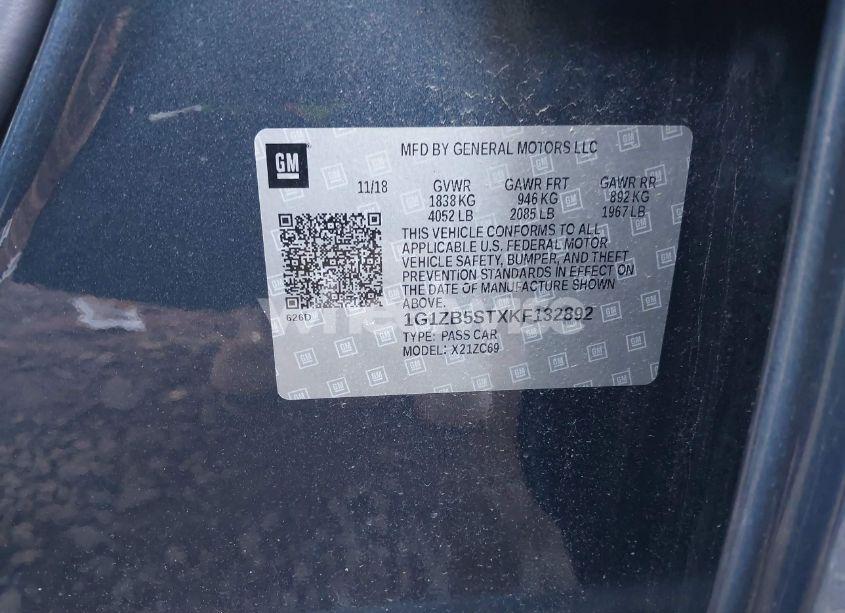 GM
MFD BY GENERAL MOTORS LLC
11/18 GVWR GAWR FRT GAWR RR
1838 KG 946 KG 892 KG
4052 LB 2085 LB 1967 LB
THIS VEHICLE CONFORMS TO ALL
APPLICABLE U.S. FEDERAL MOTOR
VEHICLE SAFETY, BUMPER, AND THEFT
PREVENTION STANDARDS IN EFFECT ON
THE DATE OF MANUFACTURE SHOWN
ABOVE.
626D
1G1ZB5STXKF132892
TYPE: PASS CAR
MODEL: X21ZC69